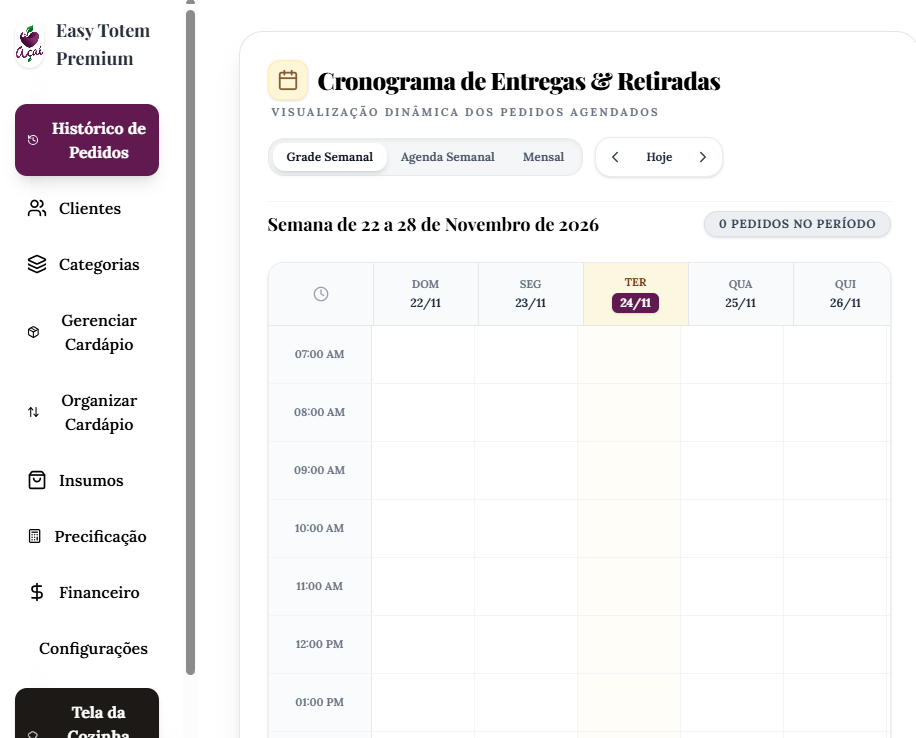 Açaí
Easy Totem
Premium
Histórico de
Pedidos
Clientes
Categorias
Gerenciar
Cardápio
Organizar
Cardápio
Insumos
Precificação
Financeiro
Configurações
Tela da
Cozinha
Cronograma de Entregas & Retiradas
VISUALIZAÇÃO DINÂMICA DOS PEDIDOS AGENDADOS
Grade Semanal Agenda Semanal Mensal Hoje
Semana de 22 a 28 de Novembro de 2026
0 PEDIDOS NO PERÍODO
DOM SEG TER QUA QUI
22/11 23/11 24/11 25/11 26/11
07:00 AM
08:00 AM
09:00 AM
10:00 AM
11:00 AM
12:00 PM
01:00 PM